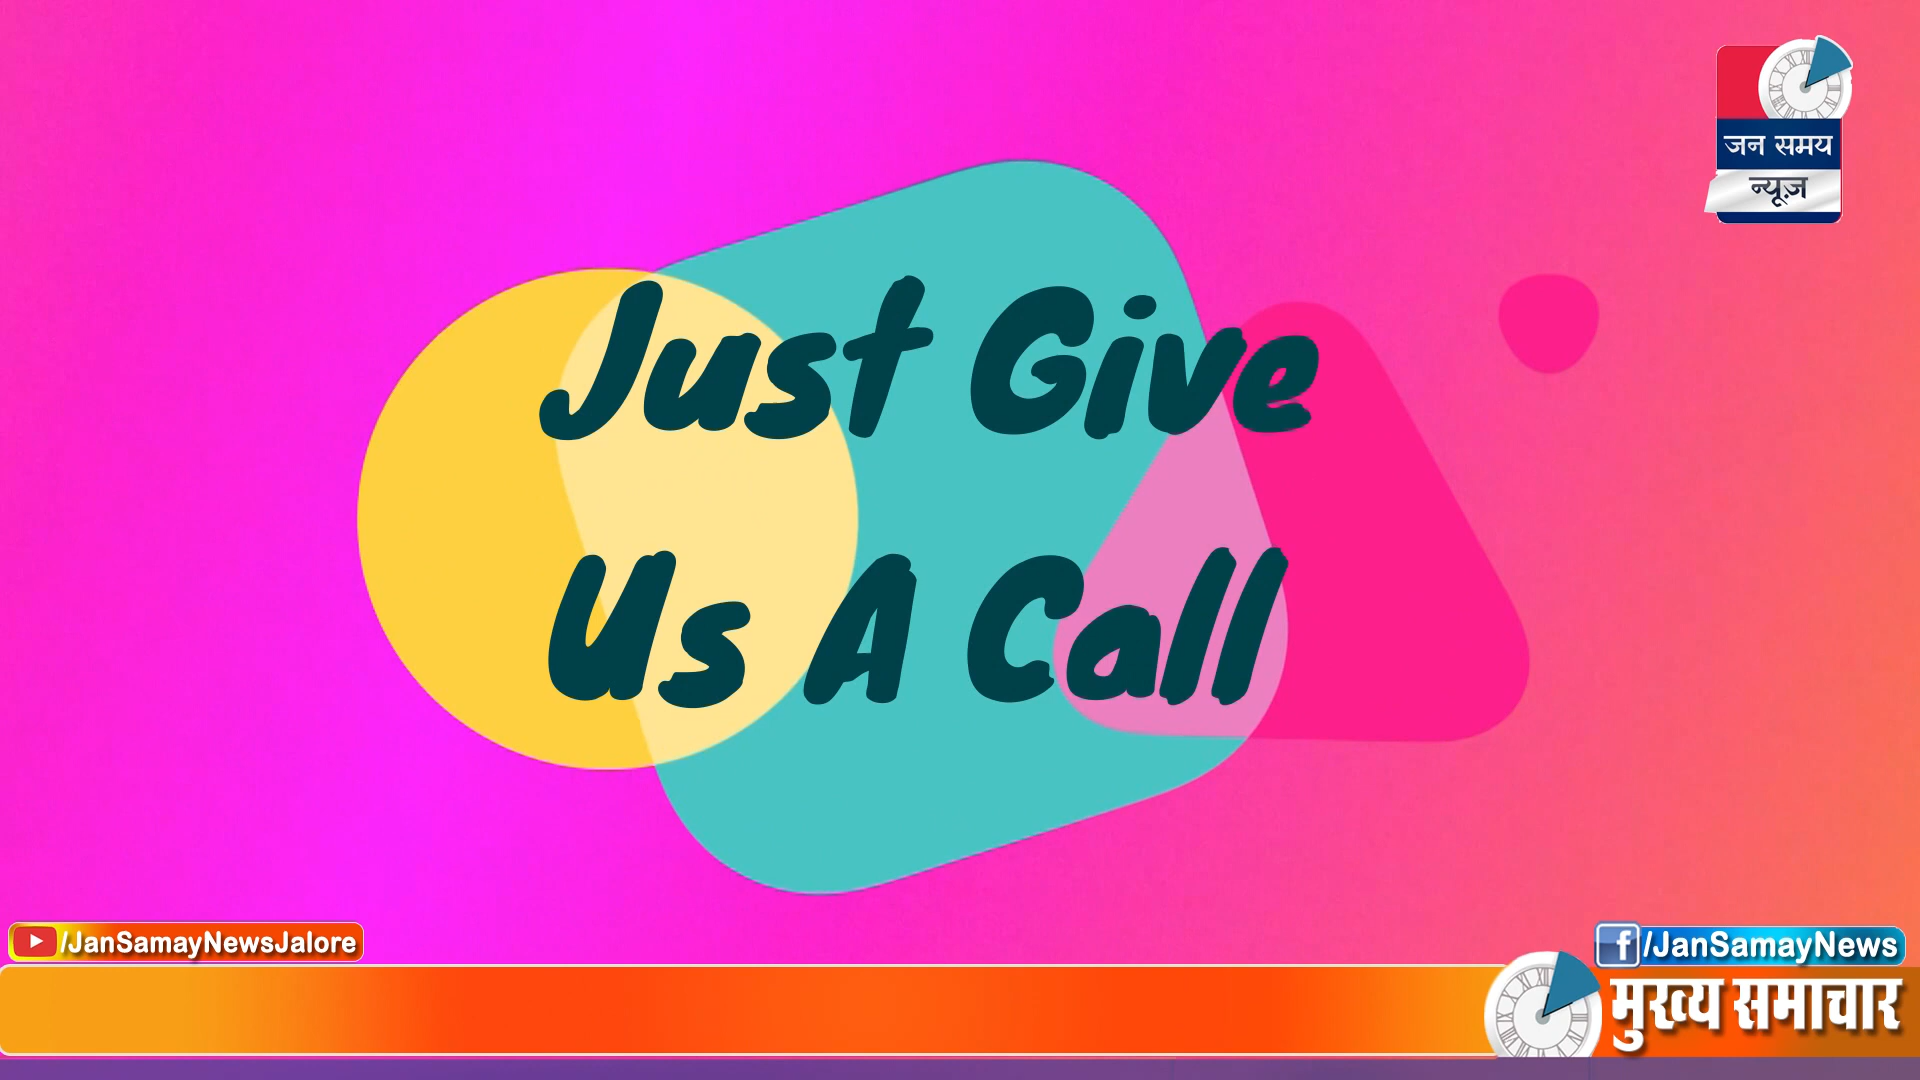 जन समय
न्यूज़
Just Give
Us A Call
/JanSamayNewsJalore
/JanSamayNews
मुख्य समाचार